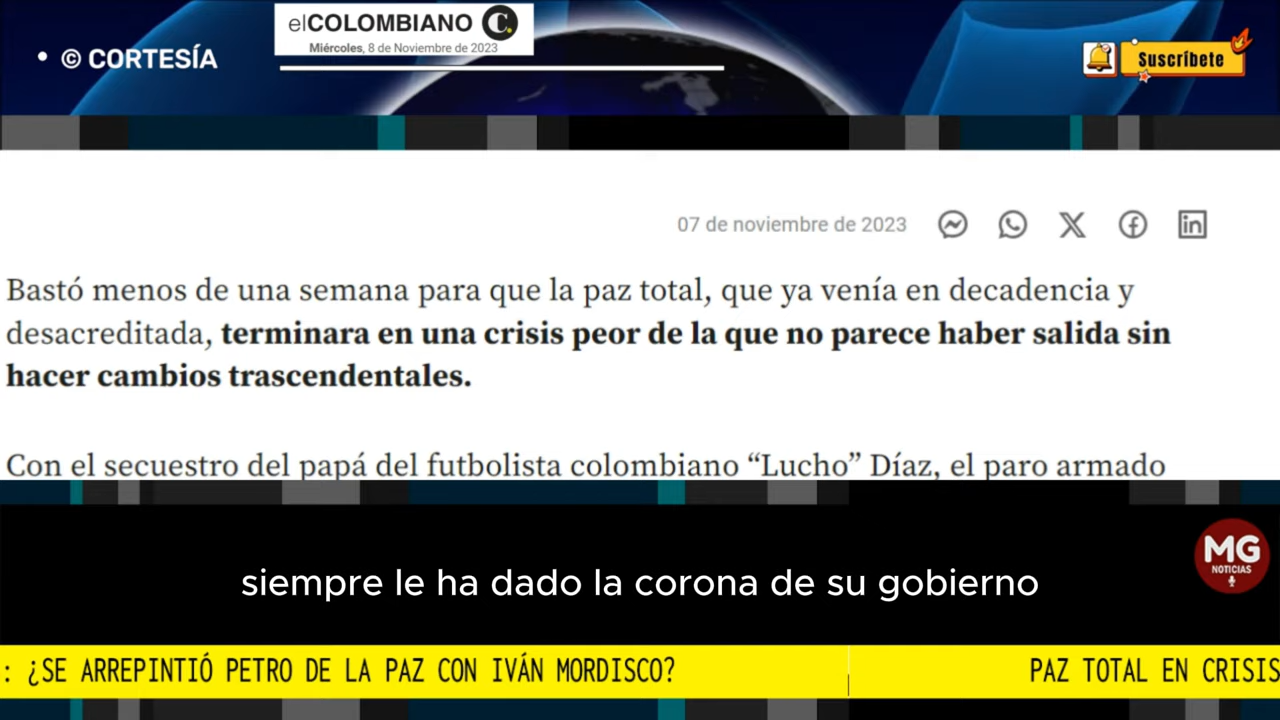 elCOLOMBIANO C.
Miércoles, 8 de Noviembre de 2023
• © CORTESÍA
Suscríbete
07 de noviembre de 2023
Bastó menos de una semana para que la paz total, que ya venía en decadencia y
desacreditada, terminara en una crisis peor de la que no parece haber salida sin
hacer cambios trascendentales.
Con el secuestro del papá del futbolista colombiano “Lucho” Díaz, el paro armado
siempre le ha dado la corona de su gobierno
MG
NOTICIAS
: ¿SE ARREPINTIÓ PETRO DE LA PAZ CON IVÁN MORDISCO? PAZ TOTAL EN CRISIS